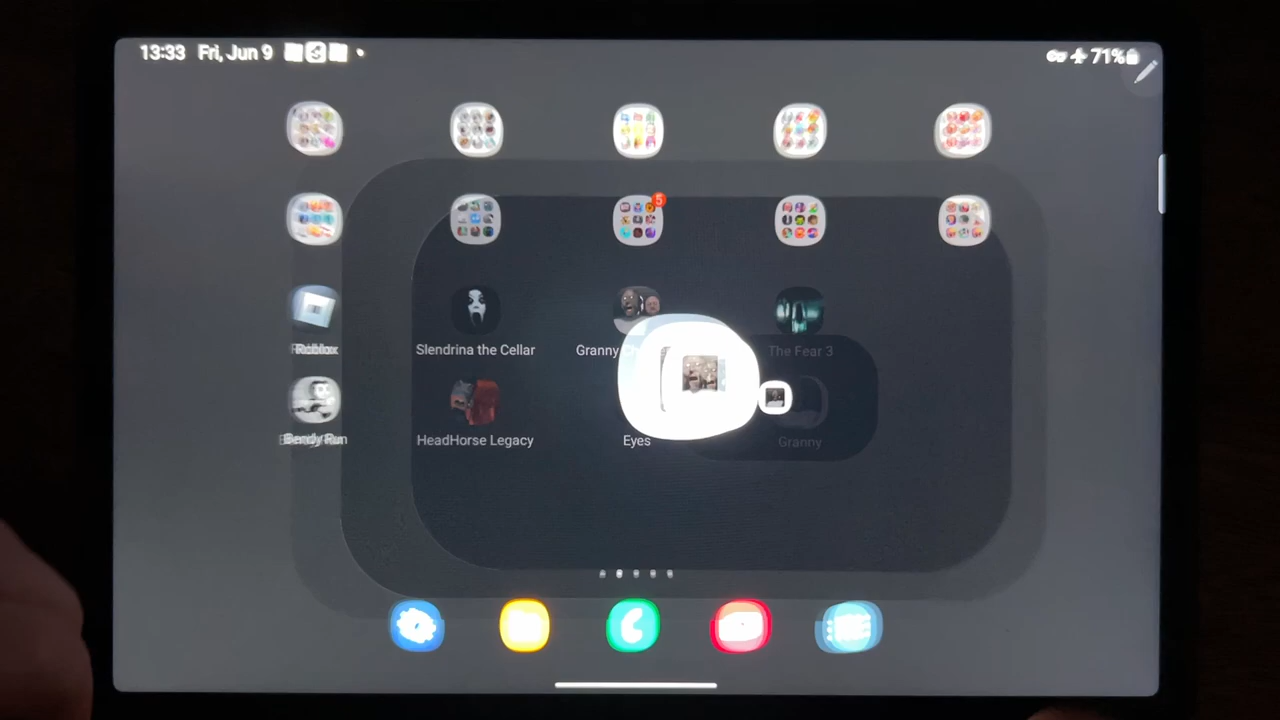 13:33 Fri, Jun 9
71%
5
Roblox
Slendrina the Cellar
Granny
The Fear 3
Bendy Run
HeadHorse Legacy
Eyes
Granny